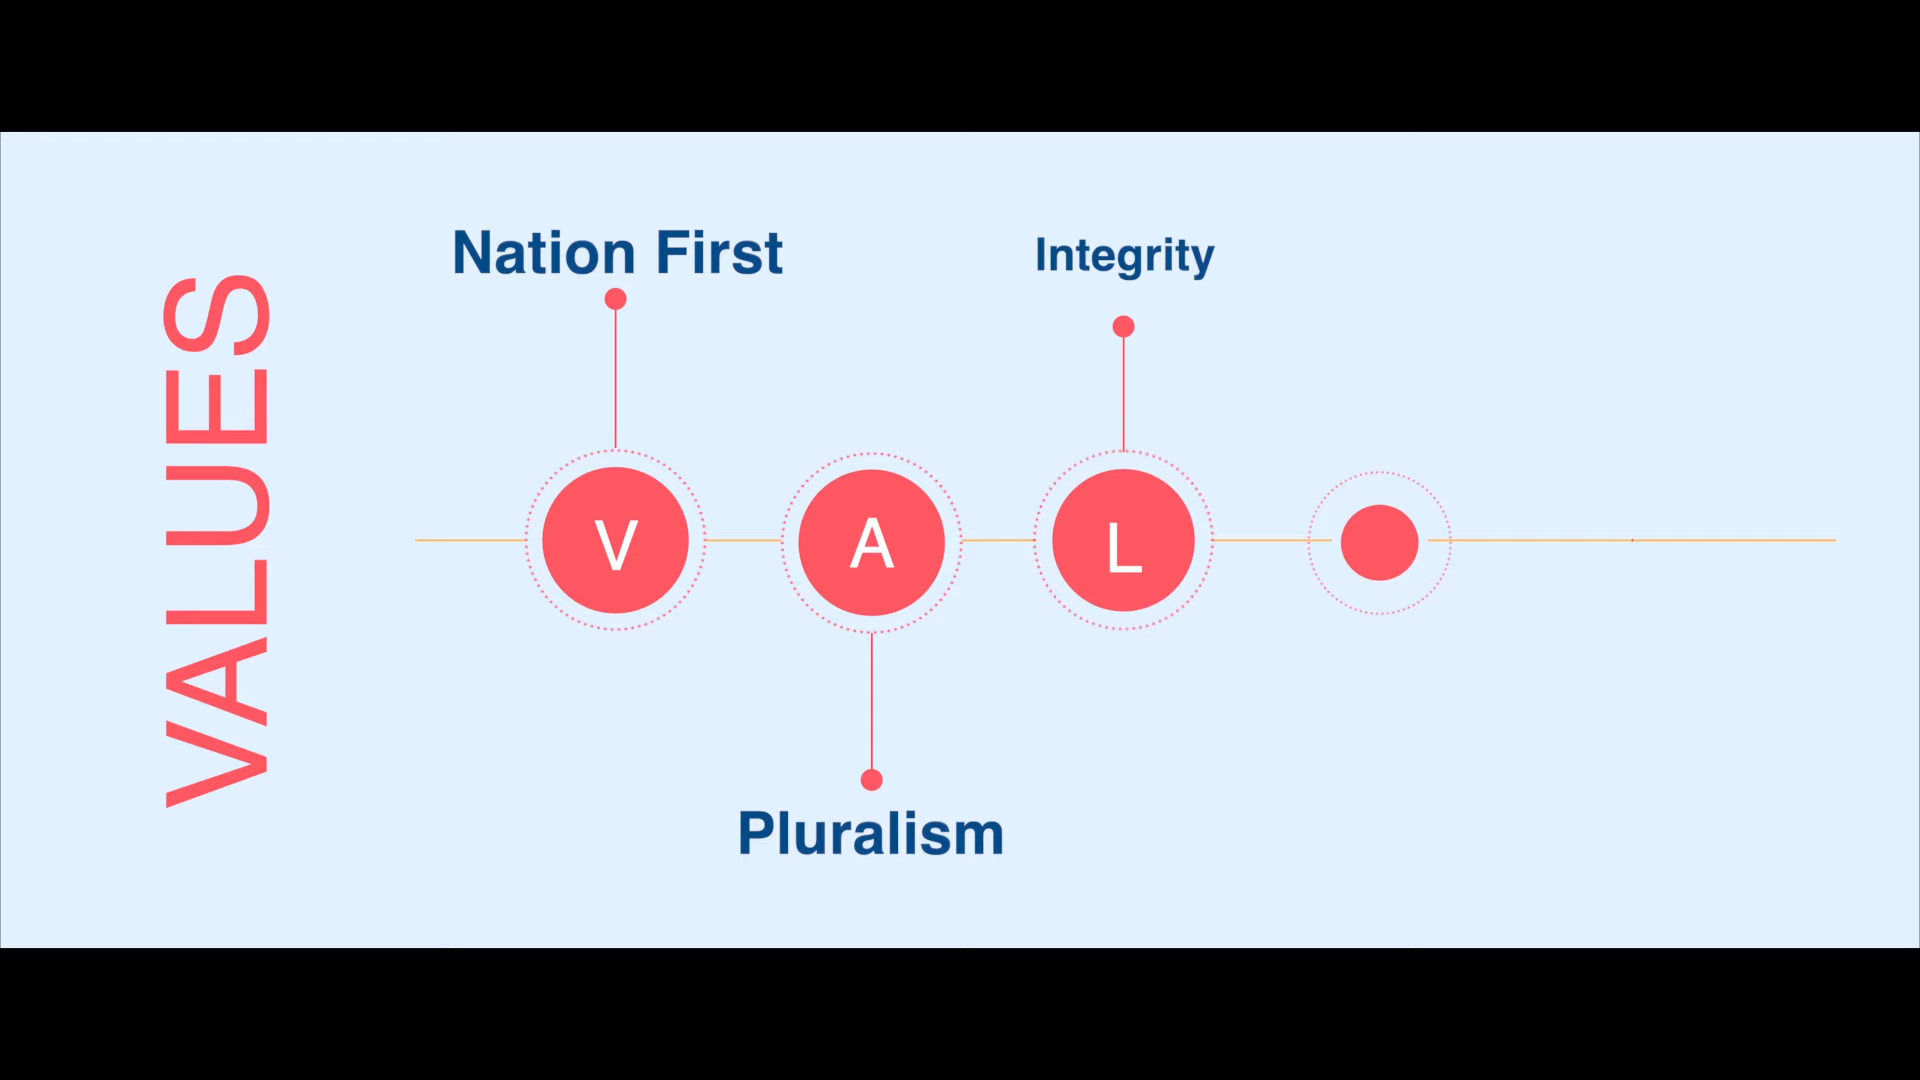 VALUES
Nation First
Integrity
V
A
L
Pluralism